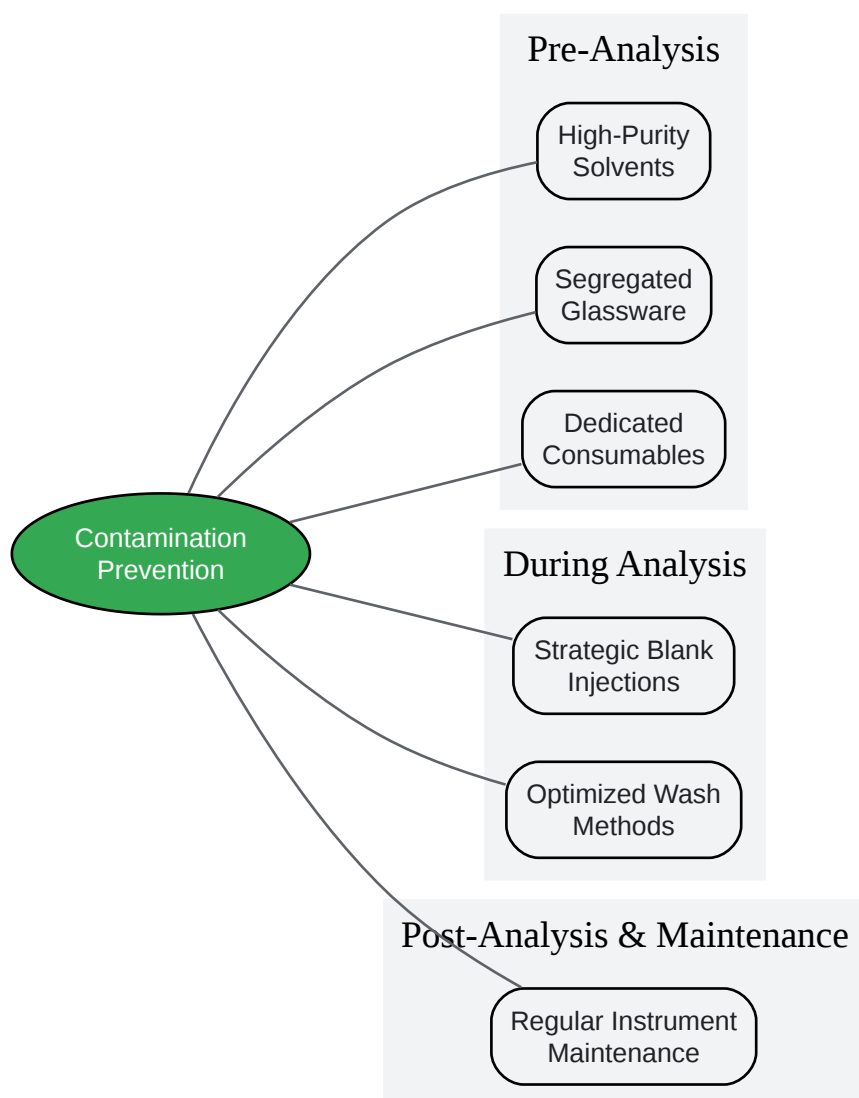 Pre-Analysis
High-Purity
Solvents
Segregated
Glassware
Dedicated
Consumables
Contamination
Prevention
During Analysis
Strategic Blank
Injections
Optimized Wash
Methods
Post-Analysis & Maintenance
Regular Instrument
Maintenance